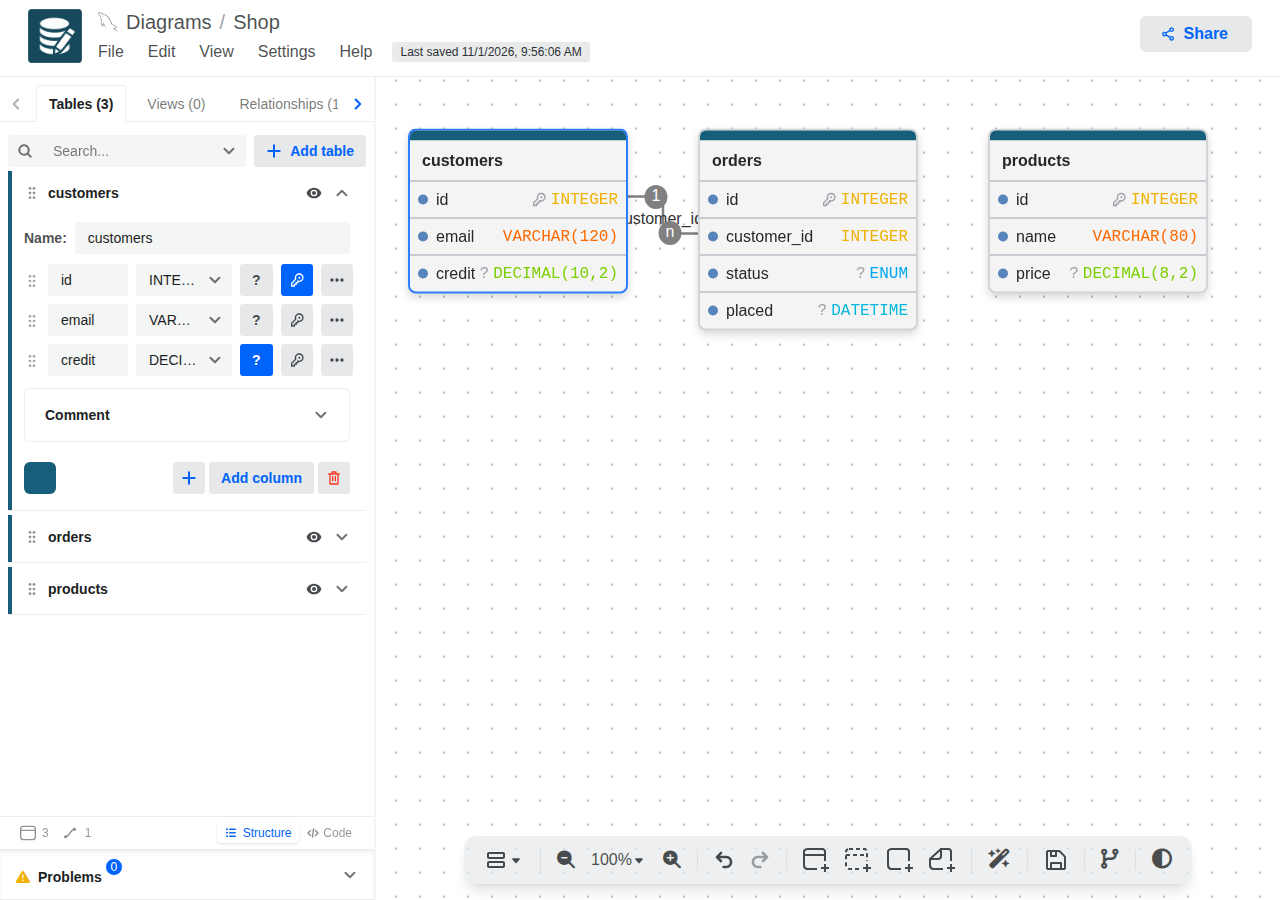 Diagrams / Shop
File Edit View Settings Help Last saved 11/1/2026, 9:56:06 AM
Share
Tables (3) Views (0) Relationships (1
Search... Add table
customers
Name: customers
id INTE… ?
email VAR… ?
credit DECI… ?
Comment
Add column
orders
products
3 1 Structure Code
Problems 0
customers
id INTEGER
email VARCHAR(120)
credit ? DECIMAL(10,2)
1
ustomer_id
n
orders
id INTEGER
customer_id INTEGER
status ? ENUM
placed ? DATETIME
products
id INTEGER
name VARCHAR(80)
price ? DECIMAL(8,2)
100%